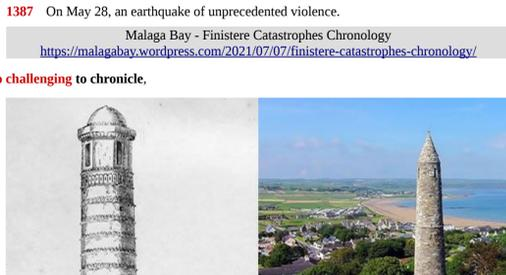 1387 On May 28, an earthquake of unprecedented violence.
Malaga Bay - Finistere Catastrophes Chronology
https://malagabay.wordpress.com/2021/07/07/finistere-catastrophes-chronology/
challenging to chronicle,